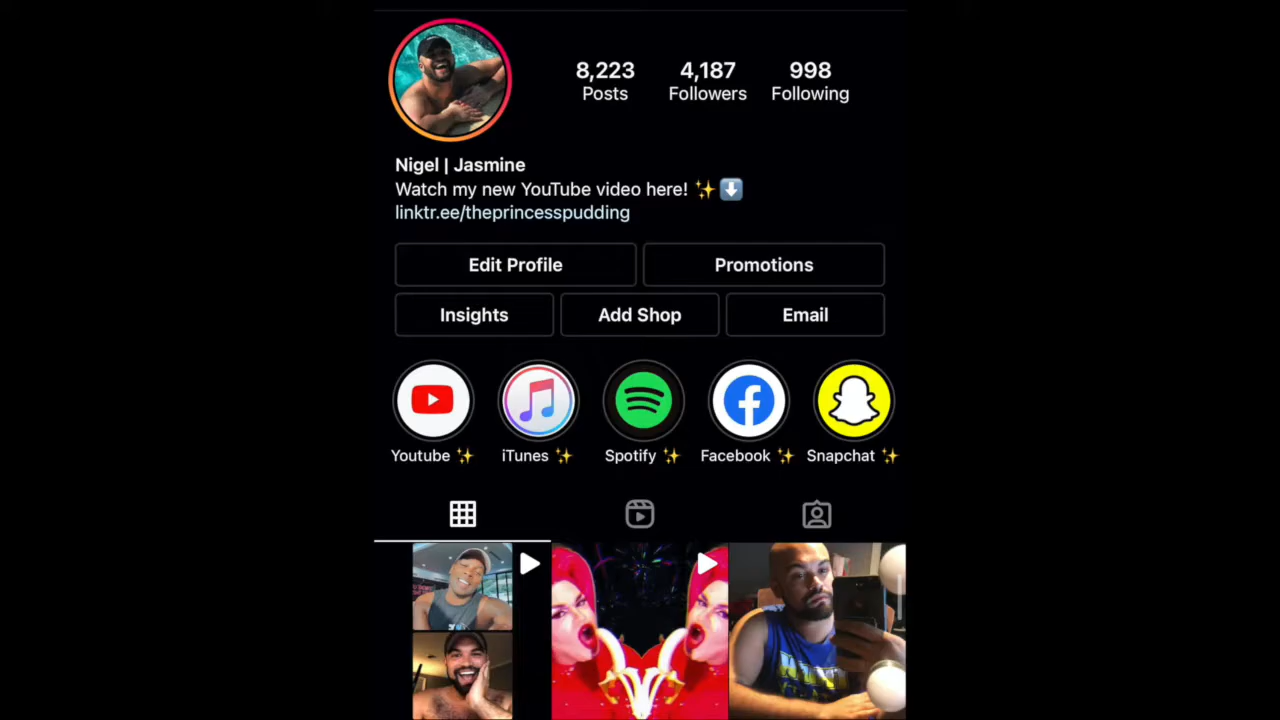 8,223 4,187 998
Posts Followers Following
Nigel | Jasmine
Watch my new YouTube video here! ✨⬇️
linktr.ee/theprincesspudding
Edit Profile Promotions
Insights Add Shop Email
Youtube ✨ iTunes ✨ Spotify ✨ Facebook ✨ Snapchat ✨